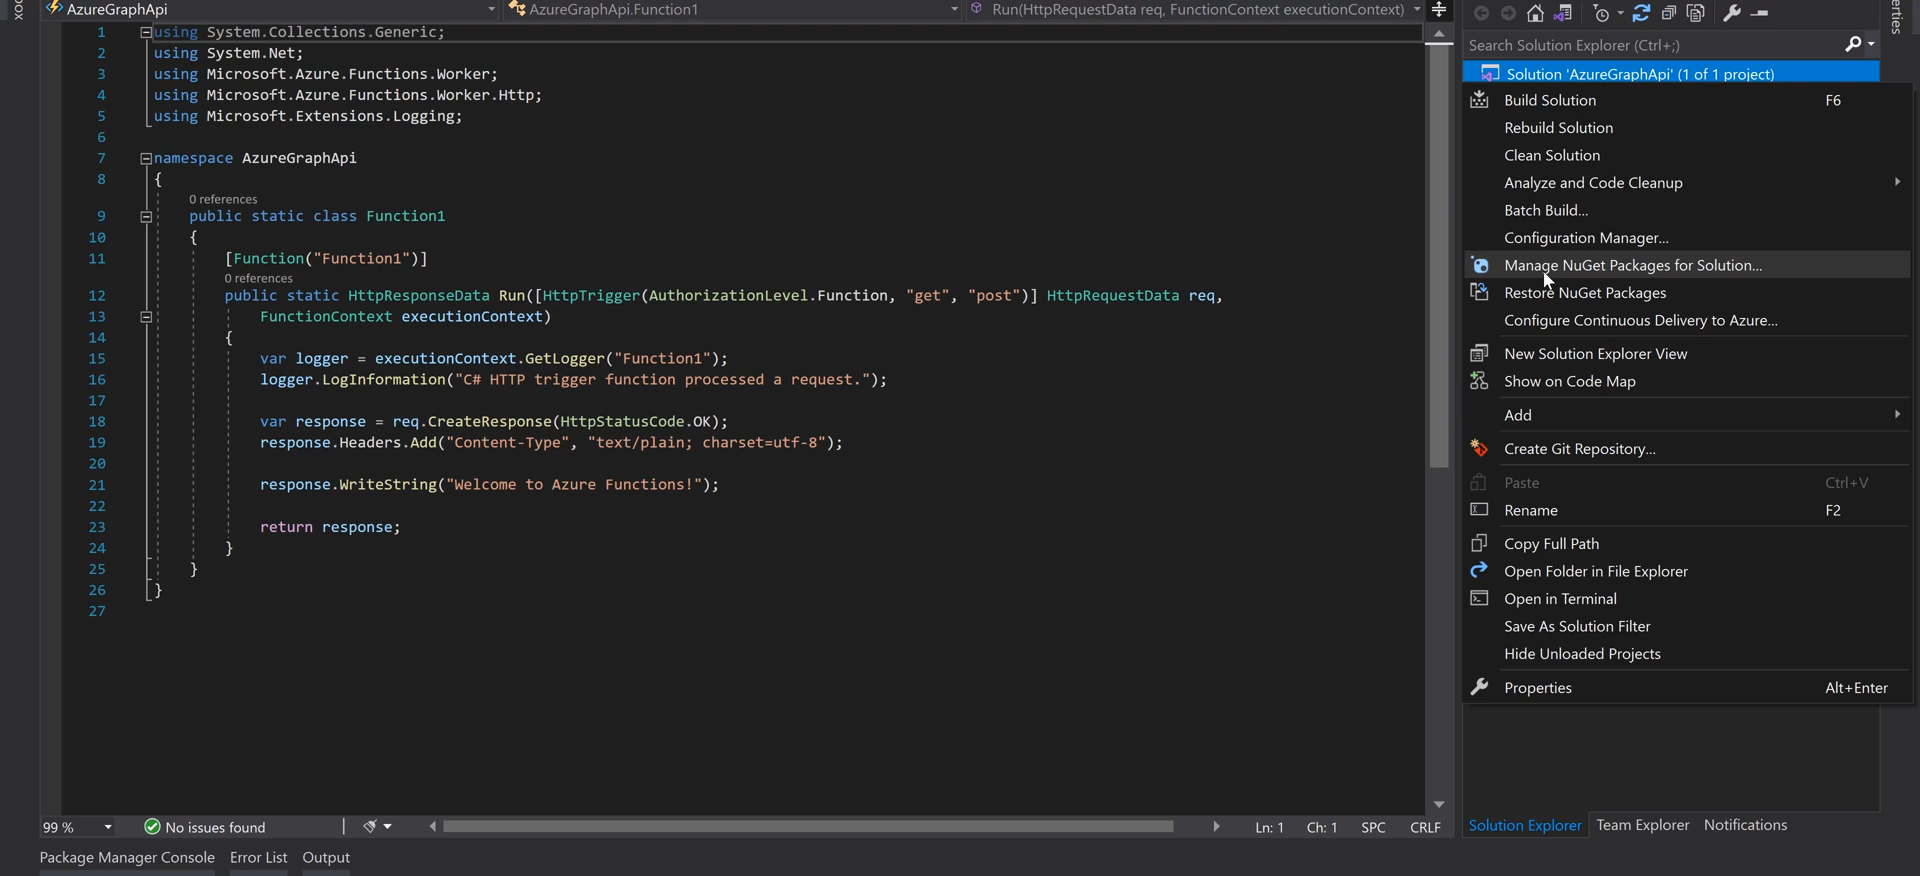 AzureGraphApi
AzureGraphApi.Function1
Run(HttpRequestData req, FunctionContext executionContext)
1 using System.Collections.Generic;
2 using System.Net;
3 using Microsoft.Azure.Functions.Worker;
4 using Microsoft.Azure.Functions.Worker.Http;
5 using Microsoft.Extensions.Logging;
6
7 namespace AzureGraphApi
8 {
0 references
9 public static class Function1
10 {
11 [Function("Function1")]
0 references
12 public static HttpResponseData Run([HttpTrigger(AuthorizationLevel.Function, "get", "post")] HttpRequestData req,
13 FunctionContext executionContext)
14 {
15 var logger = executionContext.GetLogger("Function1");
16 logger.LogInformation("C# HTTP trigger function processed a request.");
17
18 var response = req.CreateResponse(HttpStatusCode.OK);
19 response.Headers.Add("Content-Type", "text/plain; charset=utf-8");
20
21 response.WriteString("Welcome to Azure Functions!");
22
23 return response;
24 }
25 }
26 }
27
99 %
No issues found
Ln: 1 Ch: 1 SPC CRLF
Package Manager Console Error List Output
Search Solution Explorer (Ctrl+;)
Solution 'AzureGraphApi' (1 of 1 project)
Build Solution F6
Rebuild Solution
Clean Solution
Analyze and Code Cleanup
Batch Build...
Configuration Manager...
Manage NuGet Packages for Solution...
Restore NuGet Packages
Configure Continuous Delivery to Azure...
New Solution Explorer View
Show on Code Map
Add
Create Git Repository...
Paste Ctrl+V
Rename F2
Copy Full Path
Open Folder in File Explorer
Open in Terminal
Save As Solution Filter
Hide Unloaded Projects
Properties Alt+Enter
Solution Explorer Team Explorer Notifications